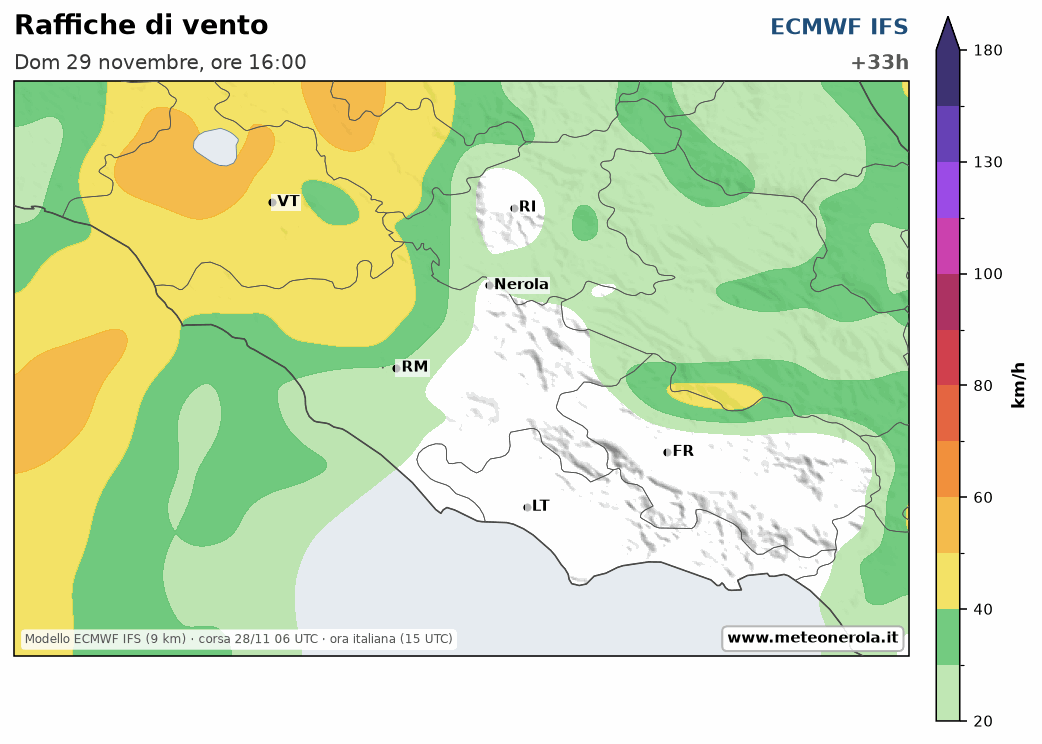 Raffiche di vento
ECMWF IFS
Dom 29 novembre, ore 16:00
+33h
180
130
100
80
60
40
20
km/h
VT
RI
Nerola
RM
FR
LT
Modello ECMWF IFS (9 km) · corsa 28/11 06 UTC · ora italiana (15 UTC)
www.meteonerola.it